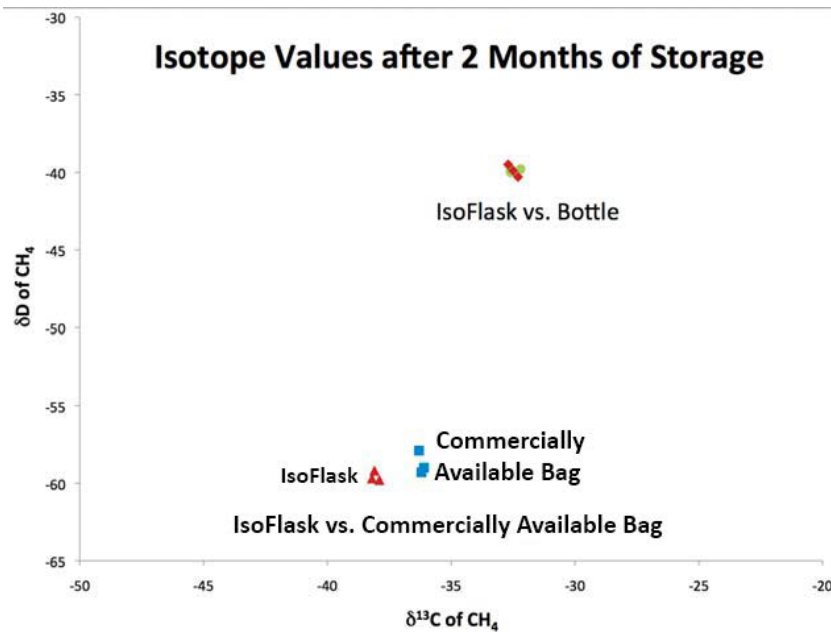 Isotope Values after 2 Months of Storage
-30
-35
-40
-45
-50
-55
-60
-65
δD of CH₄
IsoFlask vs. Bottle
Commercially
IsoFlask
Available Bag
IsoFlask vs. Commercially Available Bag
-50
-45
-40
-35
-30
-25
-20
δ¹³C of CH₄